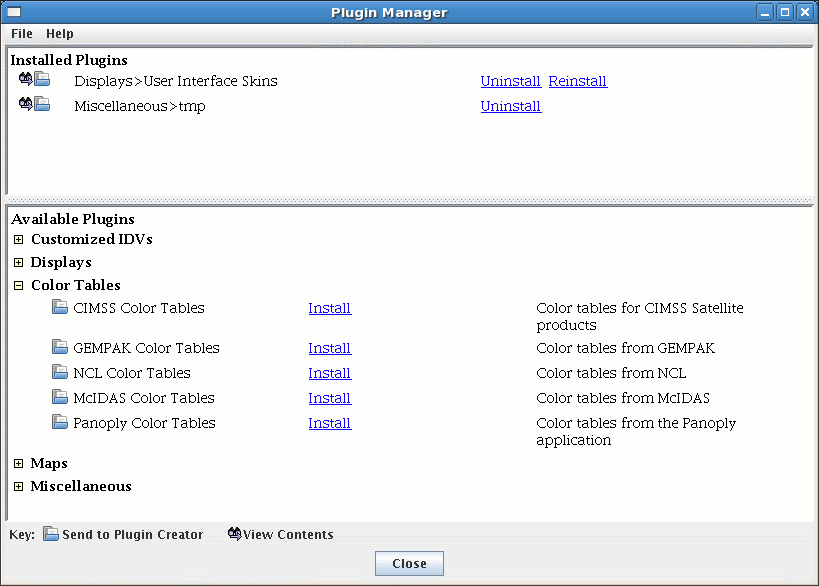 Plugin Manager
File Help
Installed Plugins
Displays>User Interface Skins Uninstall Reinstall
Miscellaneous>tmp Uninstall
Available Plugins
Customized IDVs
Displays
Color Tables
CIMSS Color Tables Install Color tables for CIMSS Satellite
products
GEMPAK Color Tables Install Color tables from GEMPAK
NCL Color Tables Install Color tables from NCL
McIDAS Color Tables Install Color tables from McIDAS
Panoply Color Tables Install Color tables from the Panoply
application
Maps
Miscellaneous
Key: Send to Plugin Creator View Contents
Close